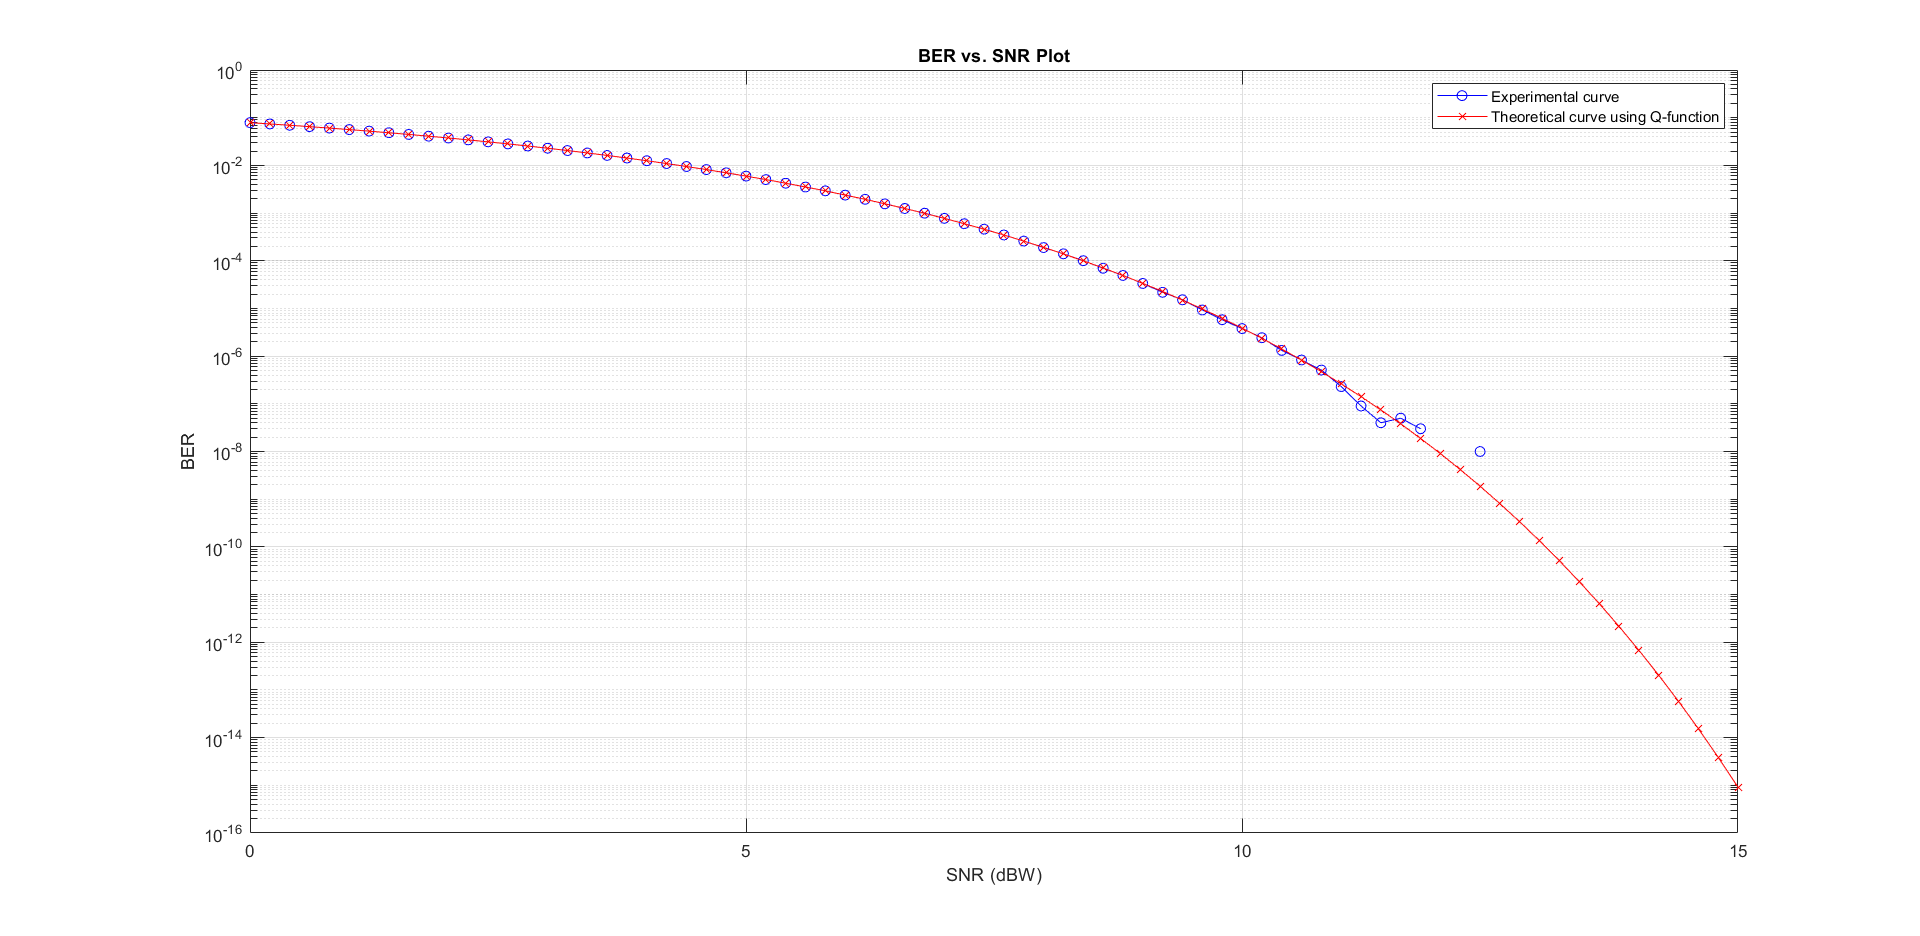 BER vs. SNR Plot
Experimental curve
Theoretical curve using Q-function
10^0
10^-2
10^-4
10^-6
10^-8
10^-10
10^-12
10^-14
10^-16
BER
0 5 10 15
SNR (dBW)